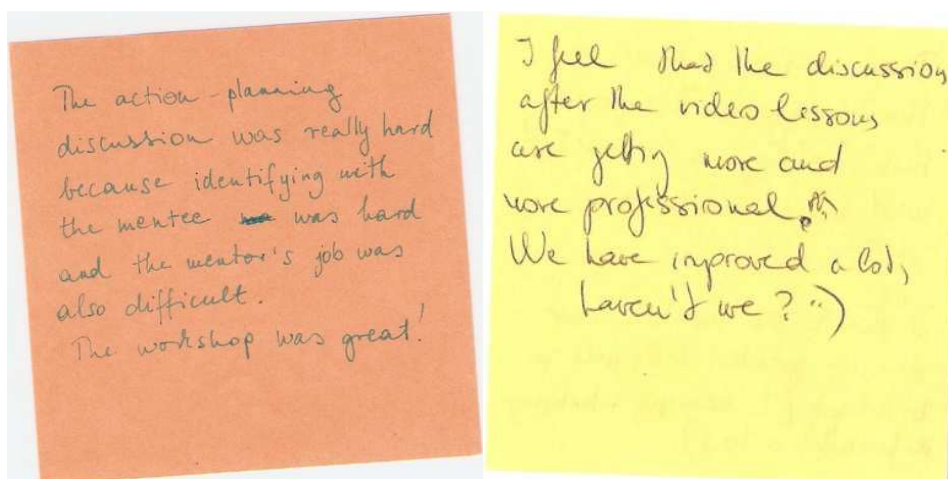 The action-planning
discussion was really hard
because identifying with
the mentee was hard
and the mentor's job was
also difficult.
The workshop was great!
I feel that the discussion
after the video lessons
are getting more and
more professional.
We have improved a lot,
haven't we? :)